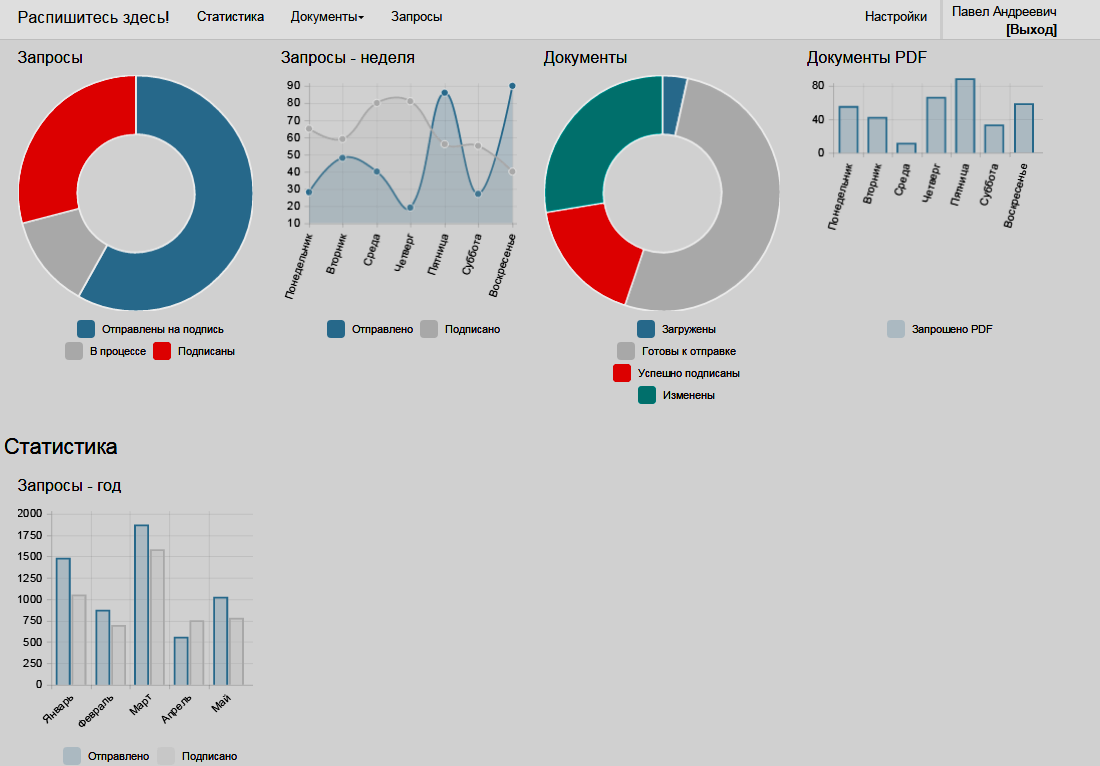 Распишитесь здесь!
Статистика
Документы
Запросы
Настройки
Павел Андреевич
[Выход]
Запросы
Отправлены на подпись
В процессе
Подписаны
Запросы - неделя
90
80
70
60
50
40
30
20
10
Понедельник
Вторник
Среда
Четверг
Пятница
Суббота
Воскресенье
Отправлено
Подписано
Документы
Загружены
Готовы к отправке
Успешно подписаны
Изменены
Документы PDF
80
40
0
Понедельник
Вторник
Среда
Четверг
Пятница
Суббота
Воскресенье
Запрошено PDF
Статистика
Запросы - год
2000
1750
1500
1250
1000
750
500
250
0
Январь
Февраль
Март
Апрель
Май
Отправлено
Подписано